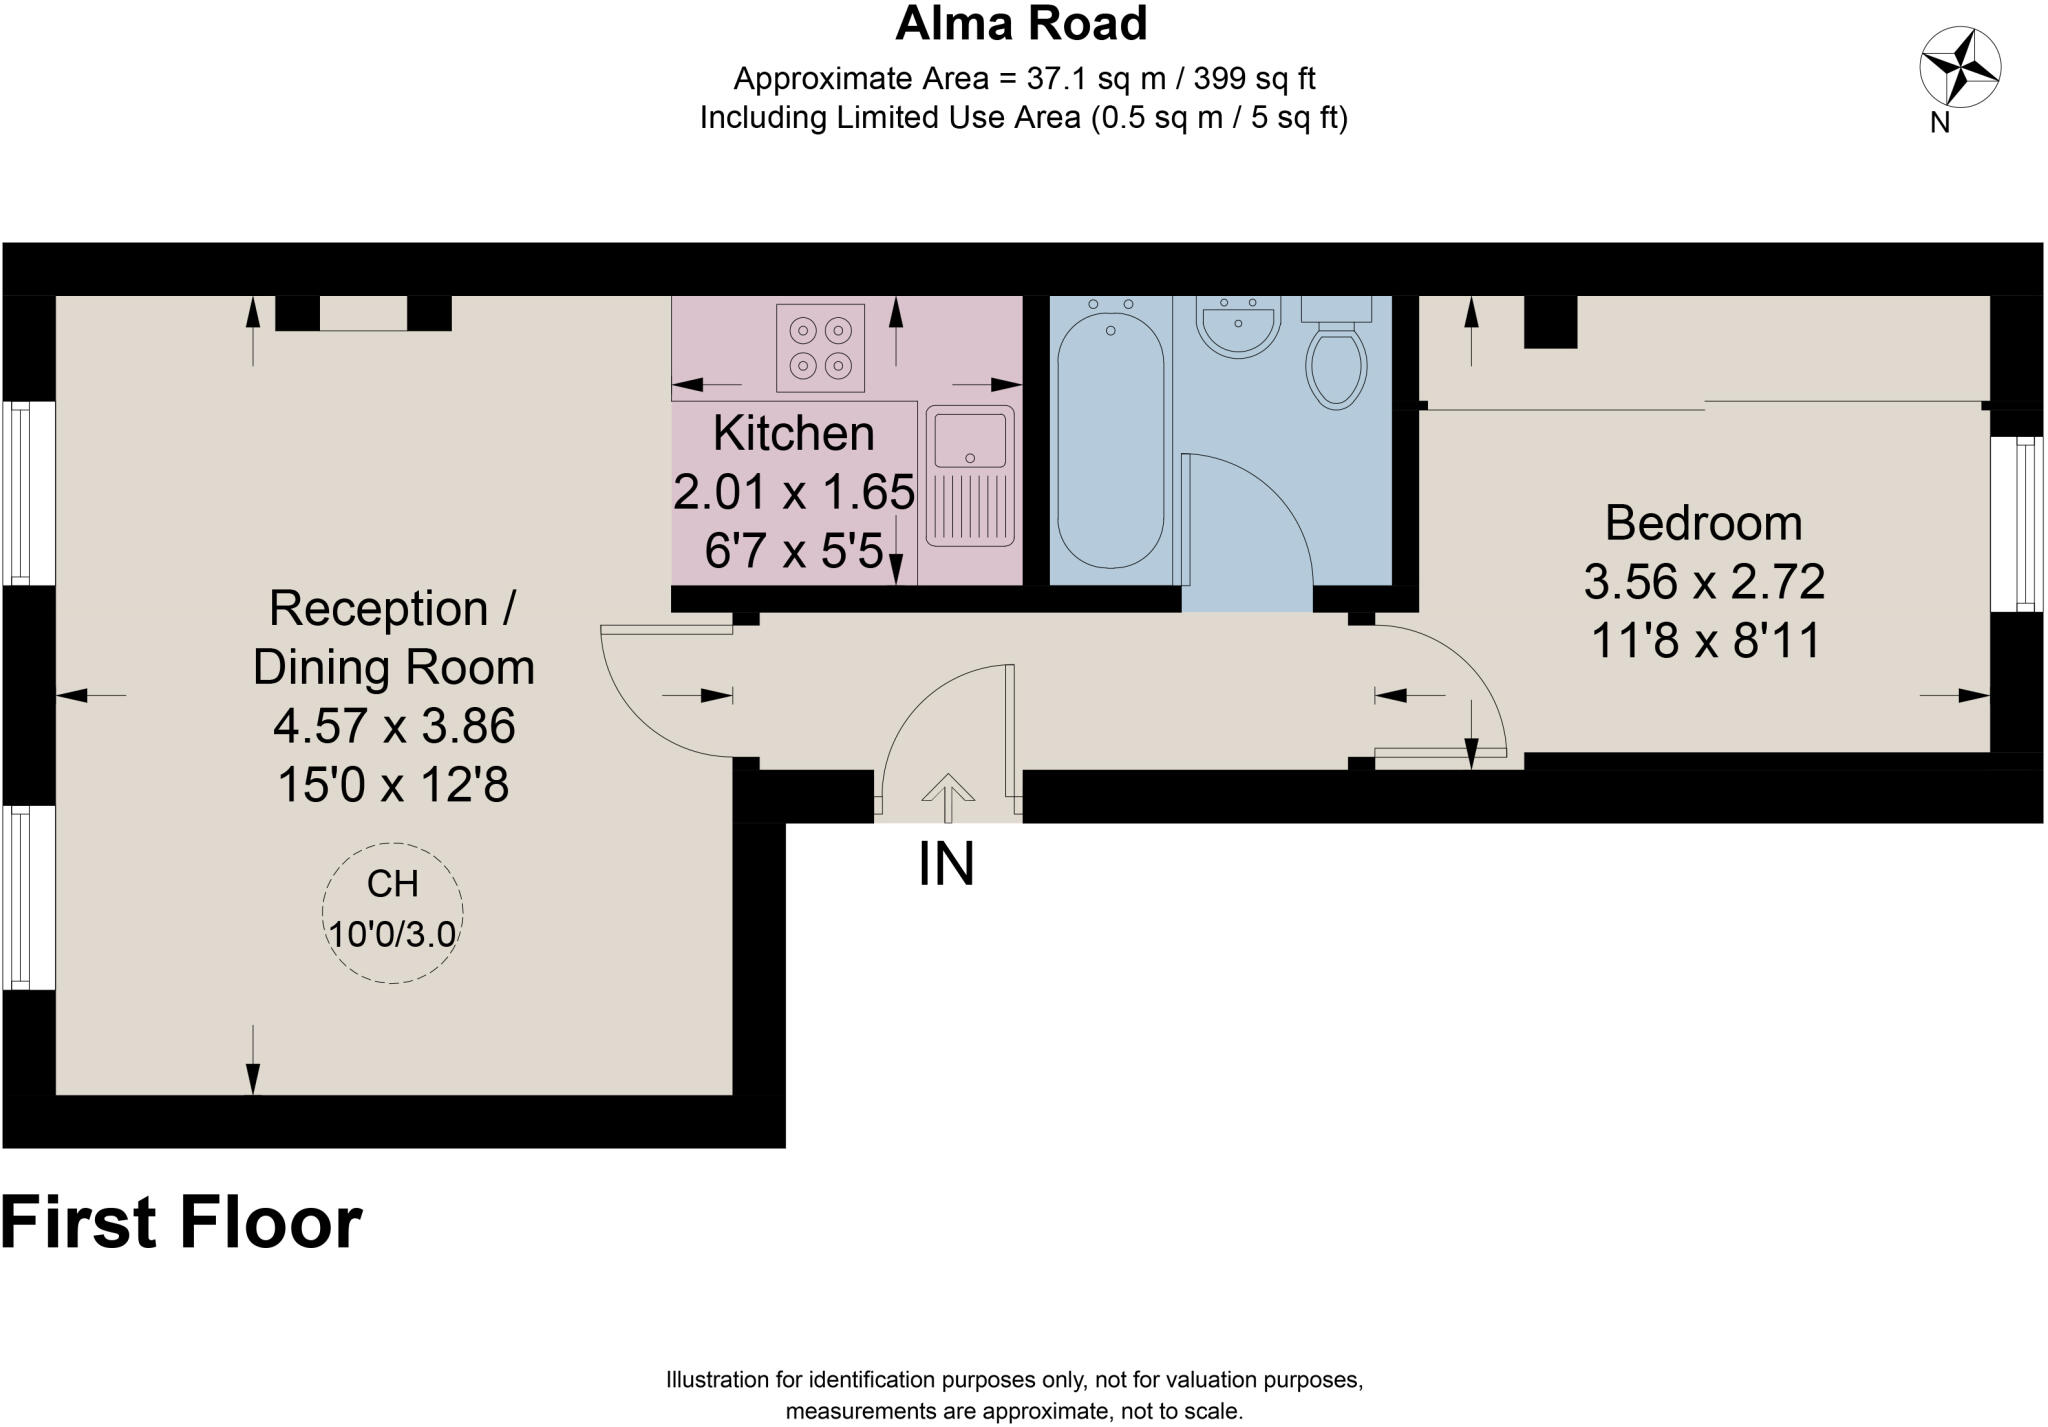 Alma Road
Approximate Area = 37.1 sq m / 399 sq ft
Including Limited Use Area (0.5 sq m / 5 sq ft)
N
Kitchen
2.01 x 1.65
6'7 x 5'5
Bedroom
3.56 x 2.72
11'8 x 8'11
Reception /
Dining Room
4.57 x 3.86
15'0 x 12'8
CH
10'0/3.0
IN
First Floor
Illustration for identification purposes only, not for valuation purposes,
measurements are approximate, not to scale.